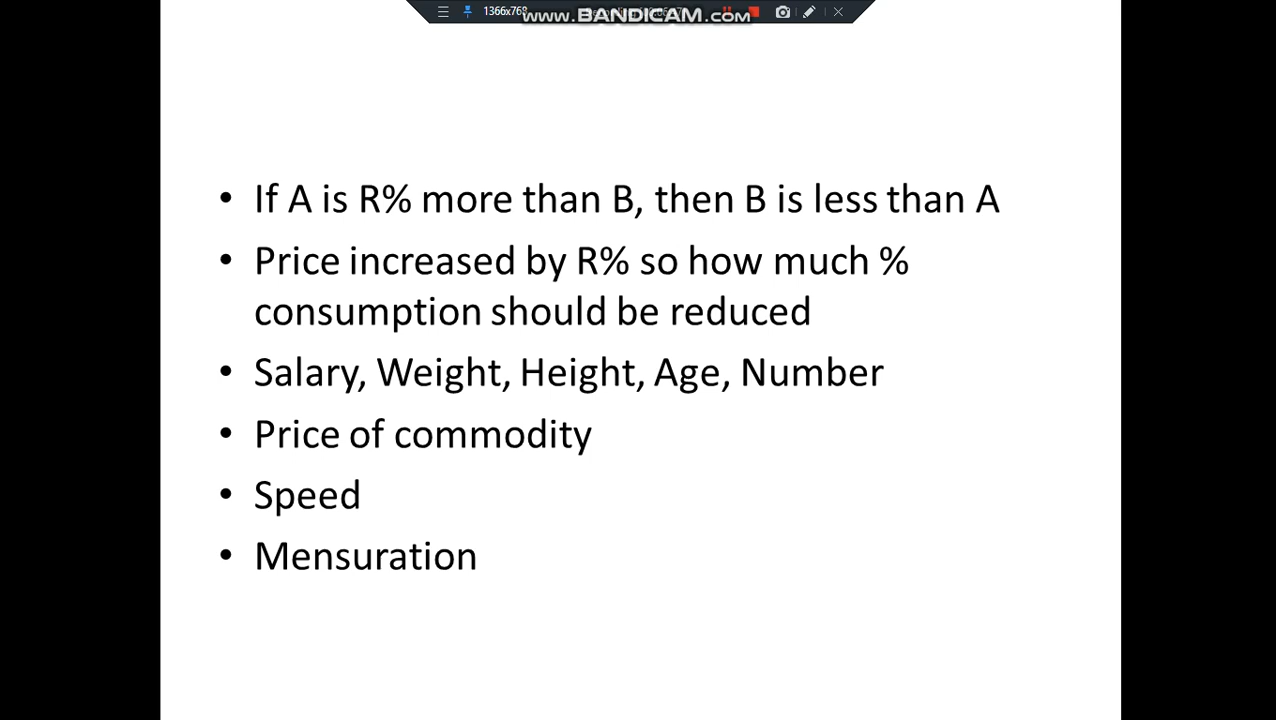 1366x768
www.BANDICAM.com
• If A is R% more than B, then B is less than A
• Price increased by R% so how much %
consumption should be reduced
• Salary, Weight, Height, Age, Number
• Price of commodity
• Speed
• Mensuration